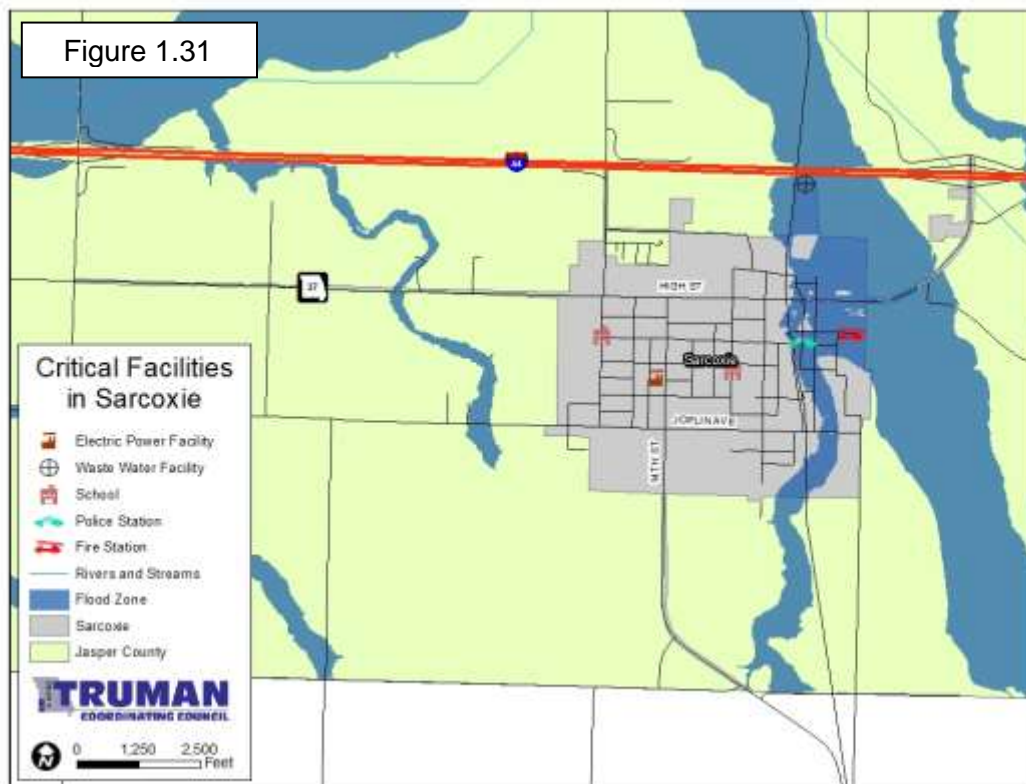 Figure 1.31
44
HIGH ST
37
Sarcoxie
JOPLIN AVE
Critical Facilities
in Sarcoxie
Electric Power Facility
Waste Water Facility
School
Police Station
Fire Station
Rivers and Streams
Flood Zone
Sarcoxie
Jasper County
TRUMAN
COORDINATING COUNCIL
N
0 1,250 2,500
Feet